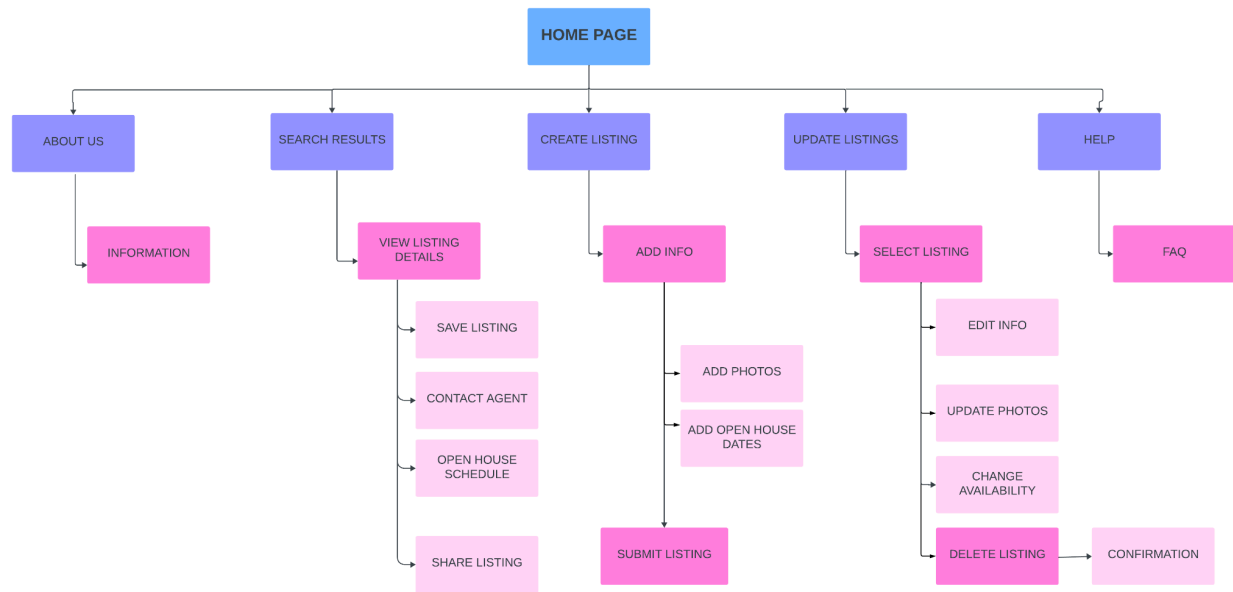 HOME PAGE
ABOUT US
SEARCH RESULTS
CREATE LISTING
UPDATE LISTINGS
HELP
INFORMATION
VIEW LISTING
DETAILS
ADD INFO
SELECT LISTING
FAQ
SAVE LISTING
CONTACT AGENT
OPEN HOUSE
SCHEDULE
SHARE LISTING
ADD PHOTOS
ADD OPEN HOUSE
DATES
SUBMIT LISTING
EDIT INFO
UPDATE PHOTOS
CHANGE
AVAILABILITY
DELETE LISTING
CONFIRMATION